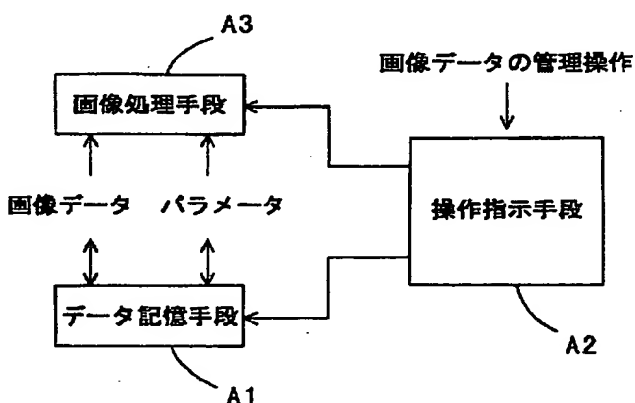 A3
画像データの管理操作
画像処理手段
画像データ パラメータ
操作指示手段
データ記憶手段
A2
A1